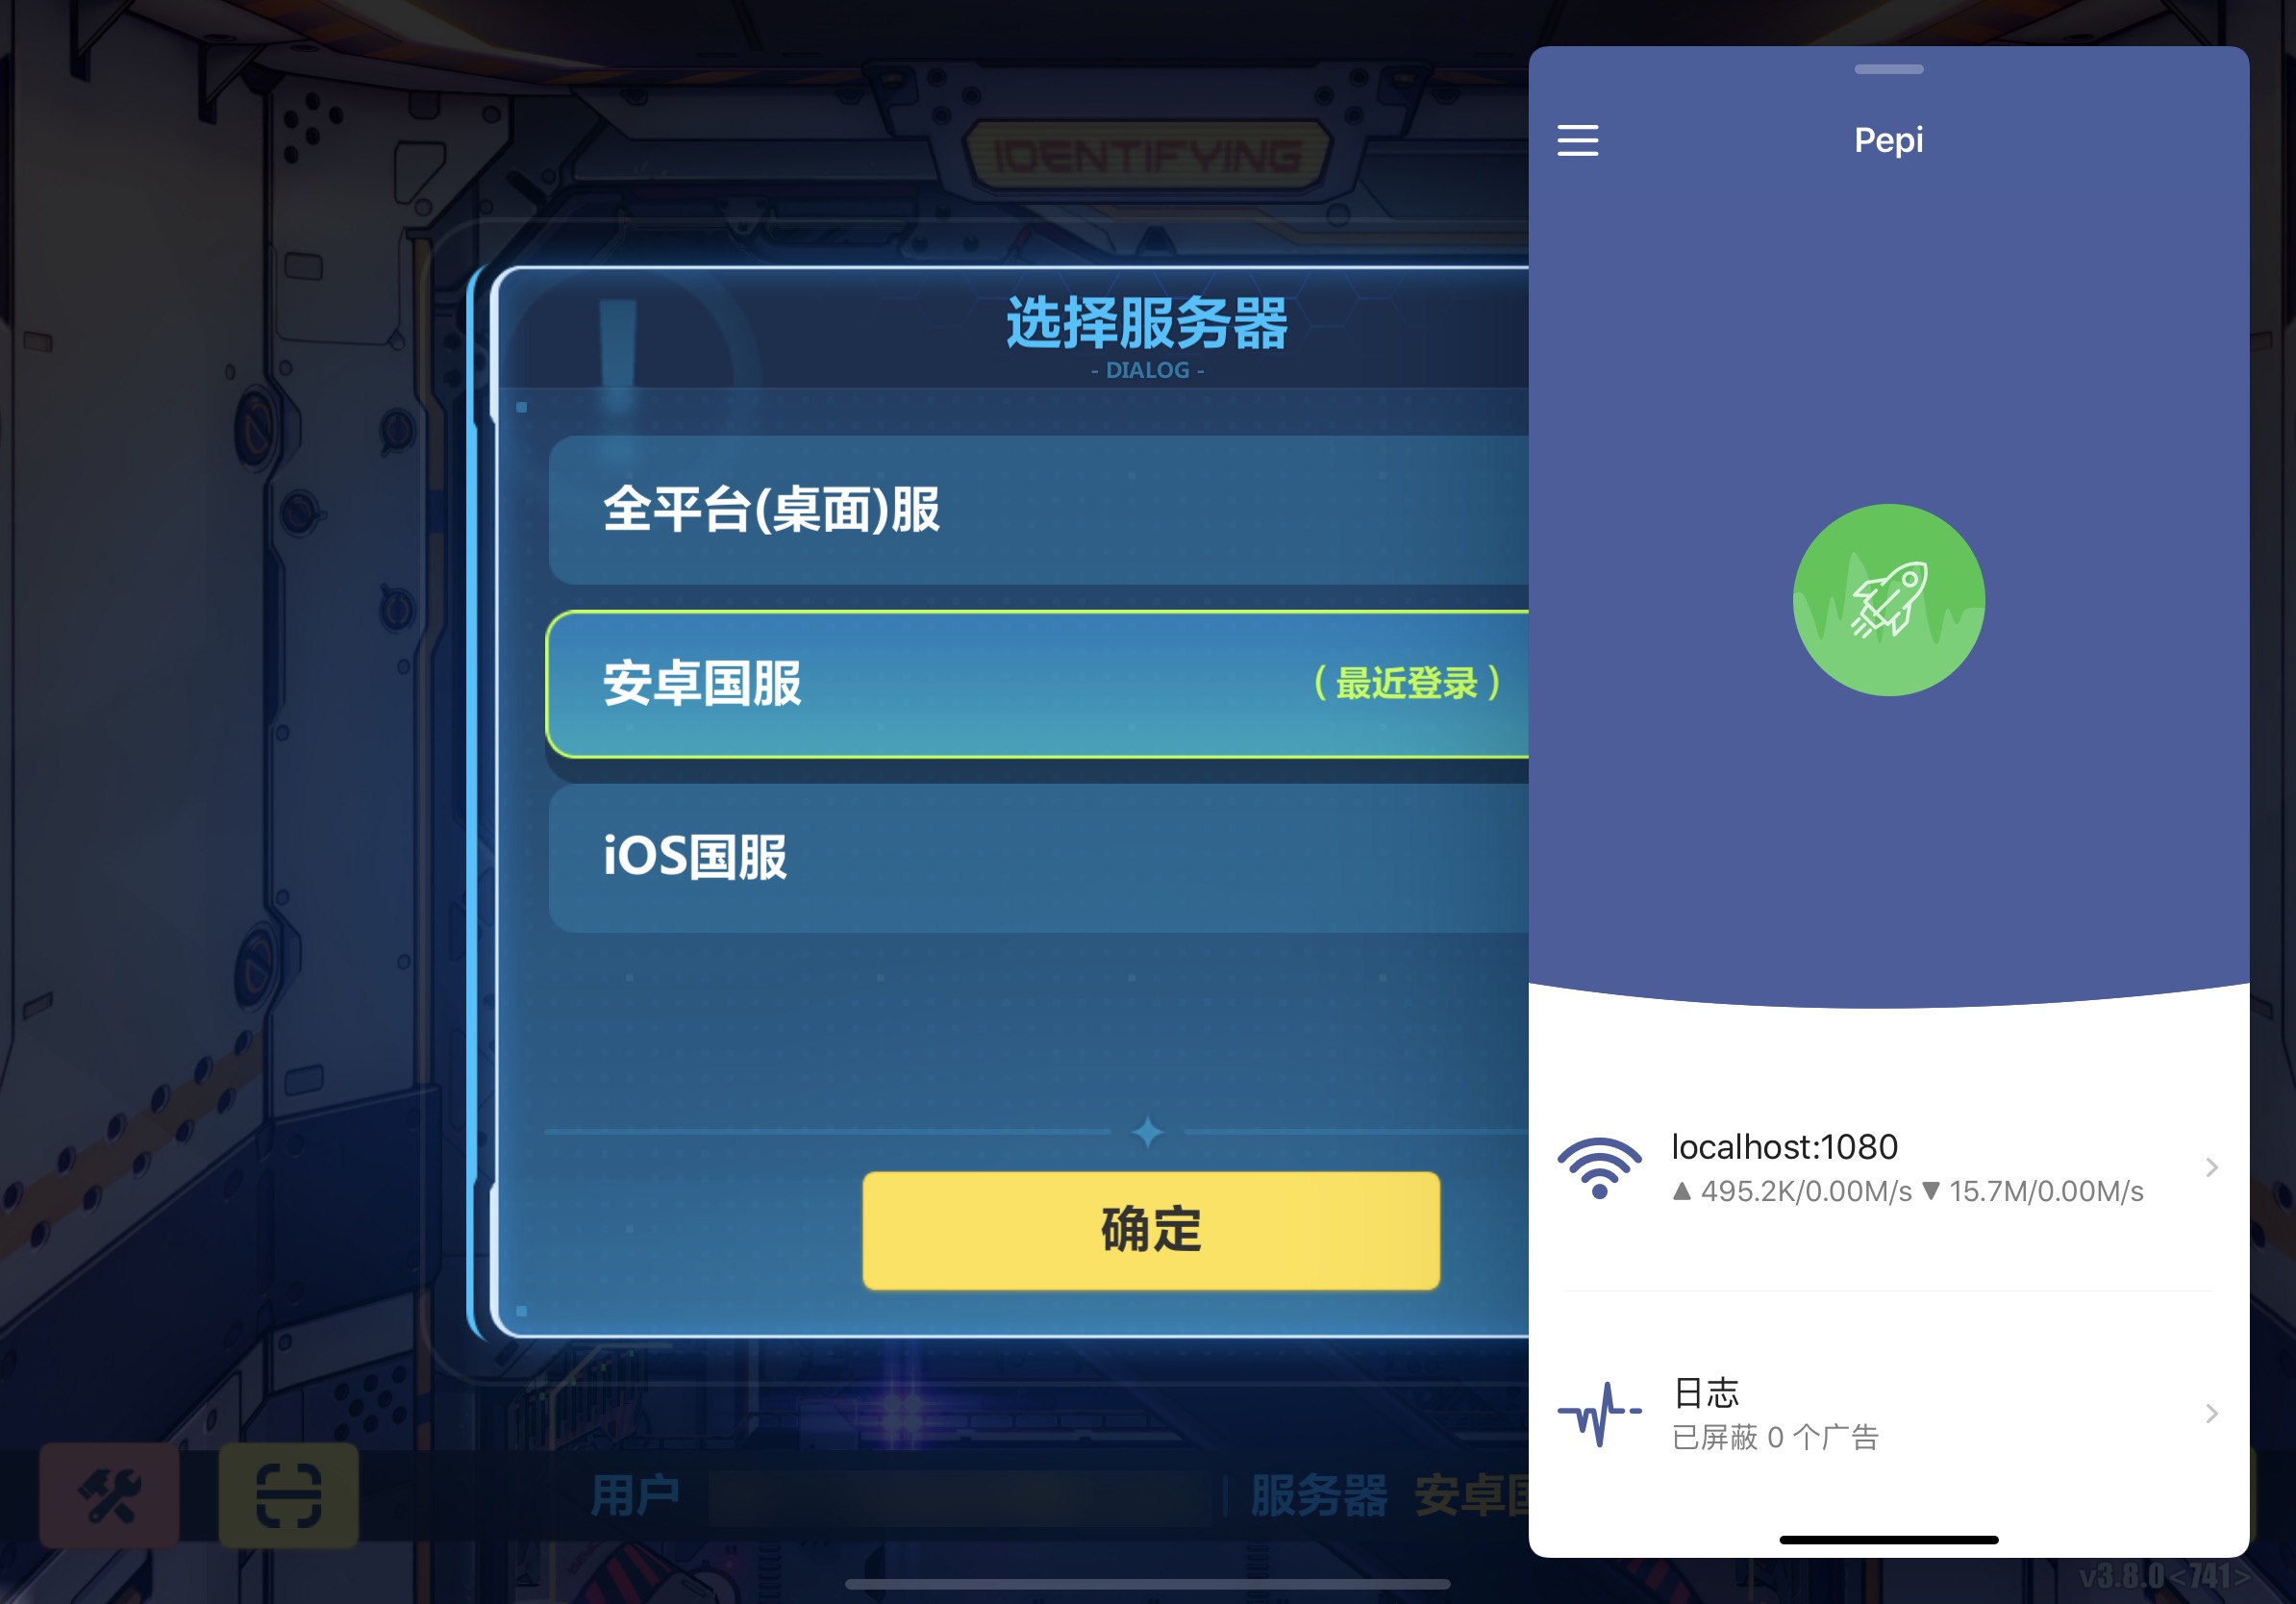 IDENTIFYING
选择服务器
- DIALOG -
全平台(桌面)服
安卓国服
(最近登录)
iOS国服
确定
用户
服务器 安卓国
v3.8.0<741>
Pepi
localhost:1080
▲ 495.2K/0.00M/s ▼ 15.7M/0.00M/s
日志
已屏蔽 0 个广告